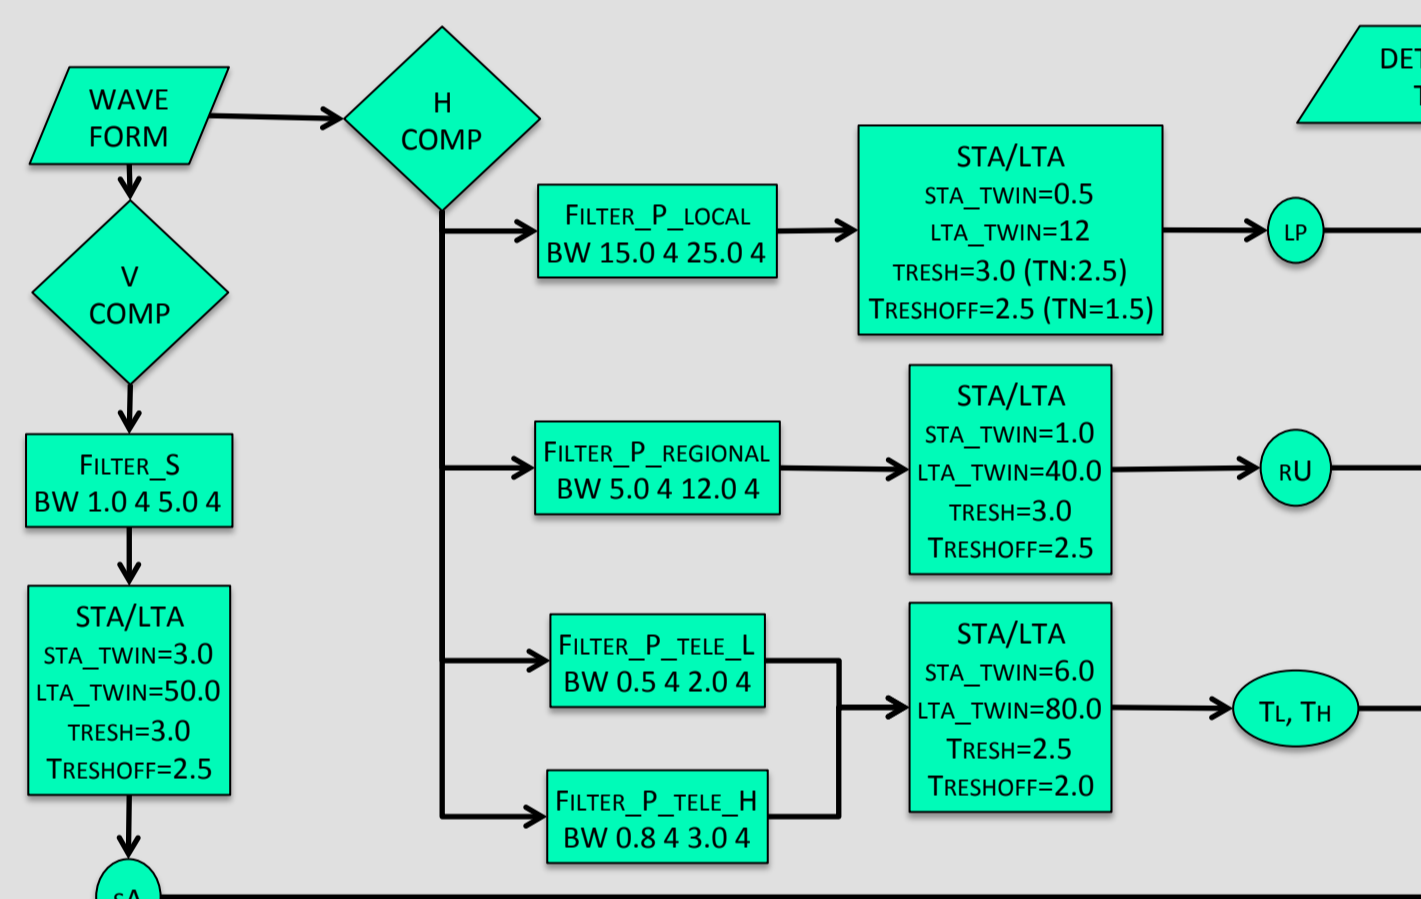 WAVE
FORM
H
COMP
V
COMP
FILTER_S
BW 1.0 4 5.0 4
STA/LTA
STA_TWIN=3.0
LTA_TWIN=50.0
TRESH=3.0
TRESHOFF=2.5
FILTER_P_LOCAL
BW 15.0 4 25.0 4
STA/LTA
STA_TWIN=0.5
LTA_TWIN=12
TRESH=3.0 (TN:2.5)
TRESHOFF=2.5 (TN=1.5)
LP
FILTER_P_REGIONAL
BW 5.0 4 12.0 4
STA/LTA
STA_TWIN=1.0
LTA_TWIN=40.0
TRESH=3.0
TRESHOFF=2.5
RU
FILTER_P_TELE_L
BW 0.5 4 2.0 4
FILTER_P_TELE_H
BW 0.8 4 3.0 4
STA/LTA
STA_TWIN=6.0
LTA_TWIN=80.0
TRESH=2.5
TRESHOFF=2.0
TL, TH